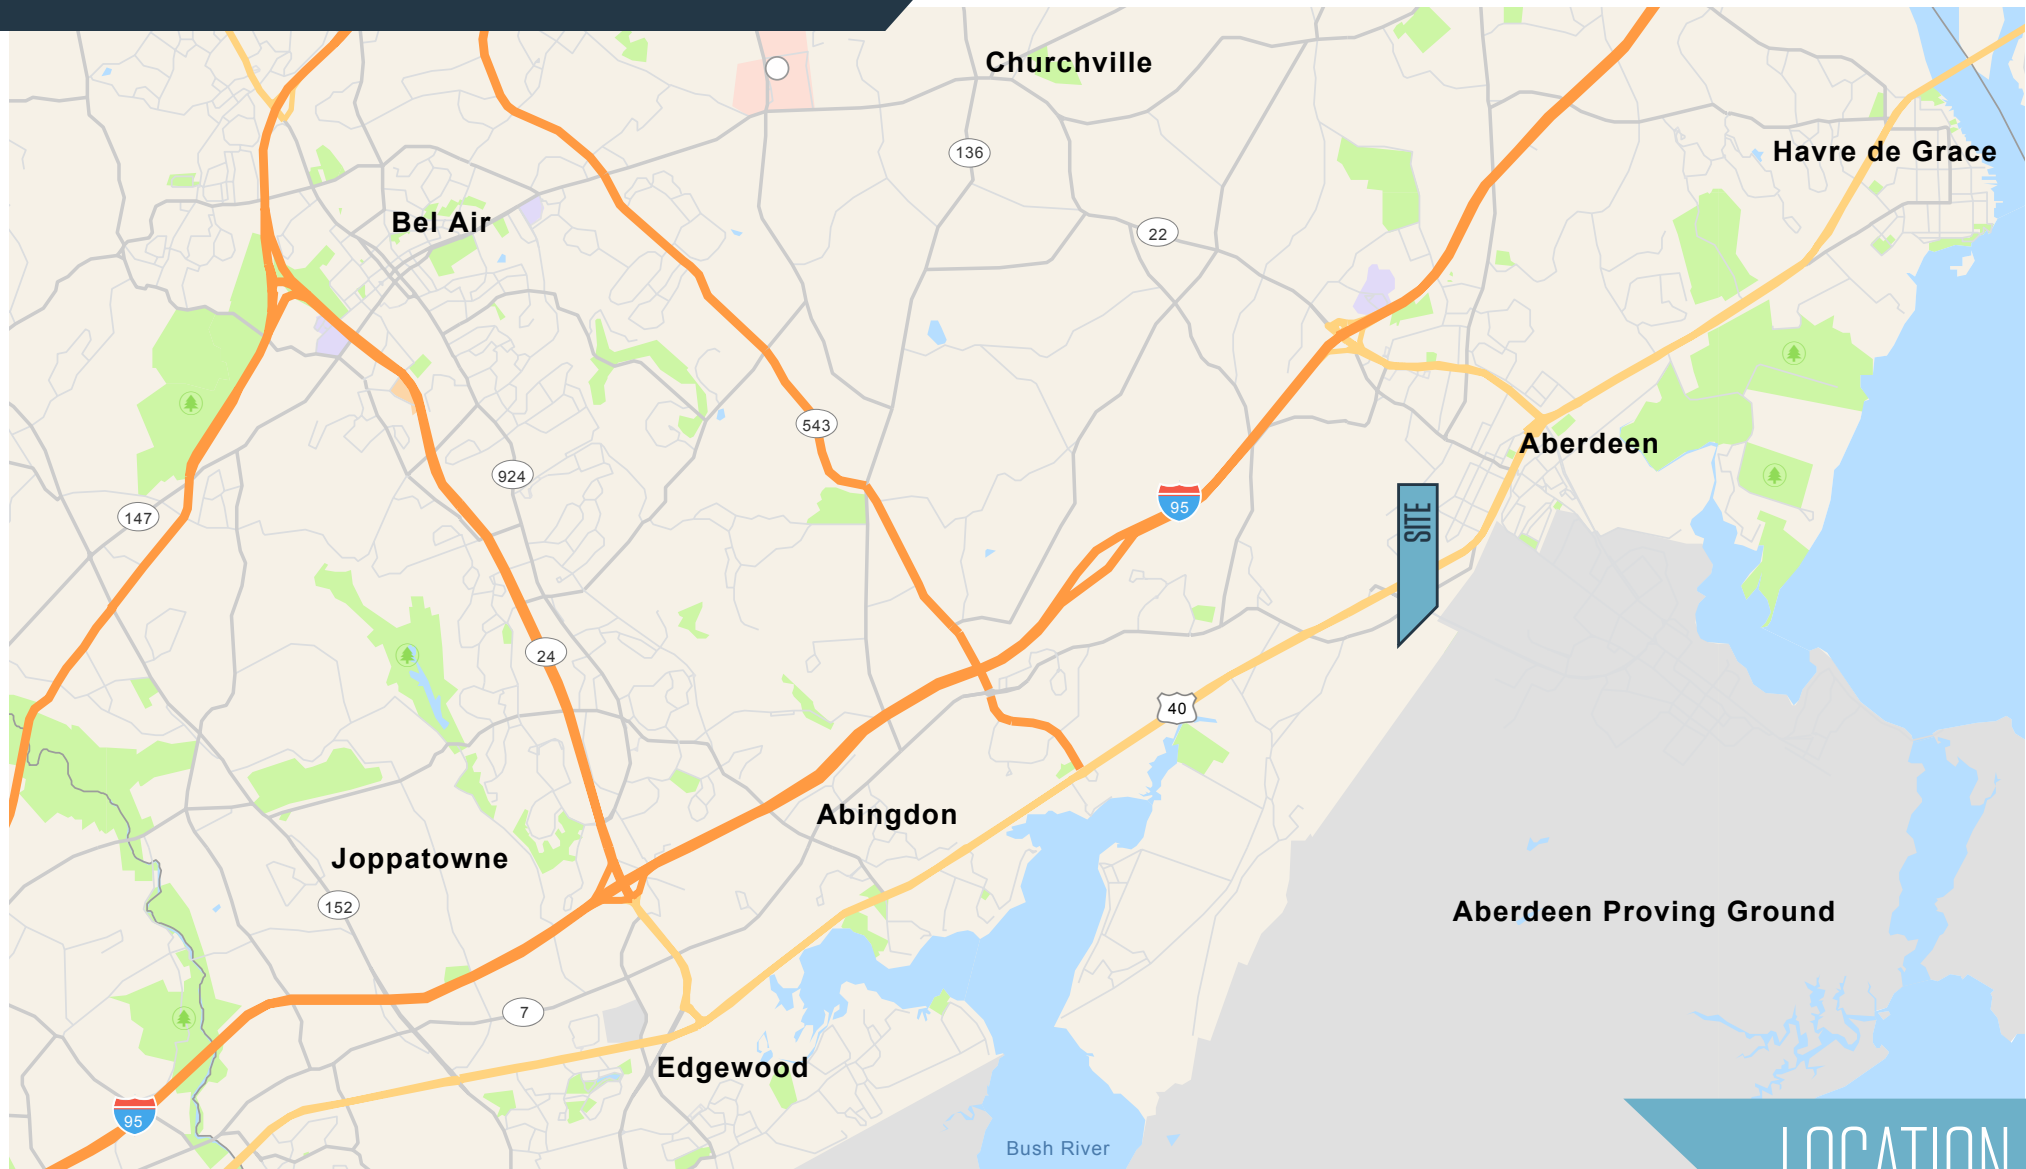 Churchville
136
Havre de Grace
Bel Air
22
543
Aberdeen
924
95
147
SITE
24
40
Abingdon
Joppatowne
152
Aberdeen Proving Ground
7
Edgewood
95
Bush River
LOCATION